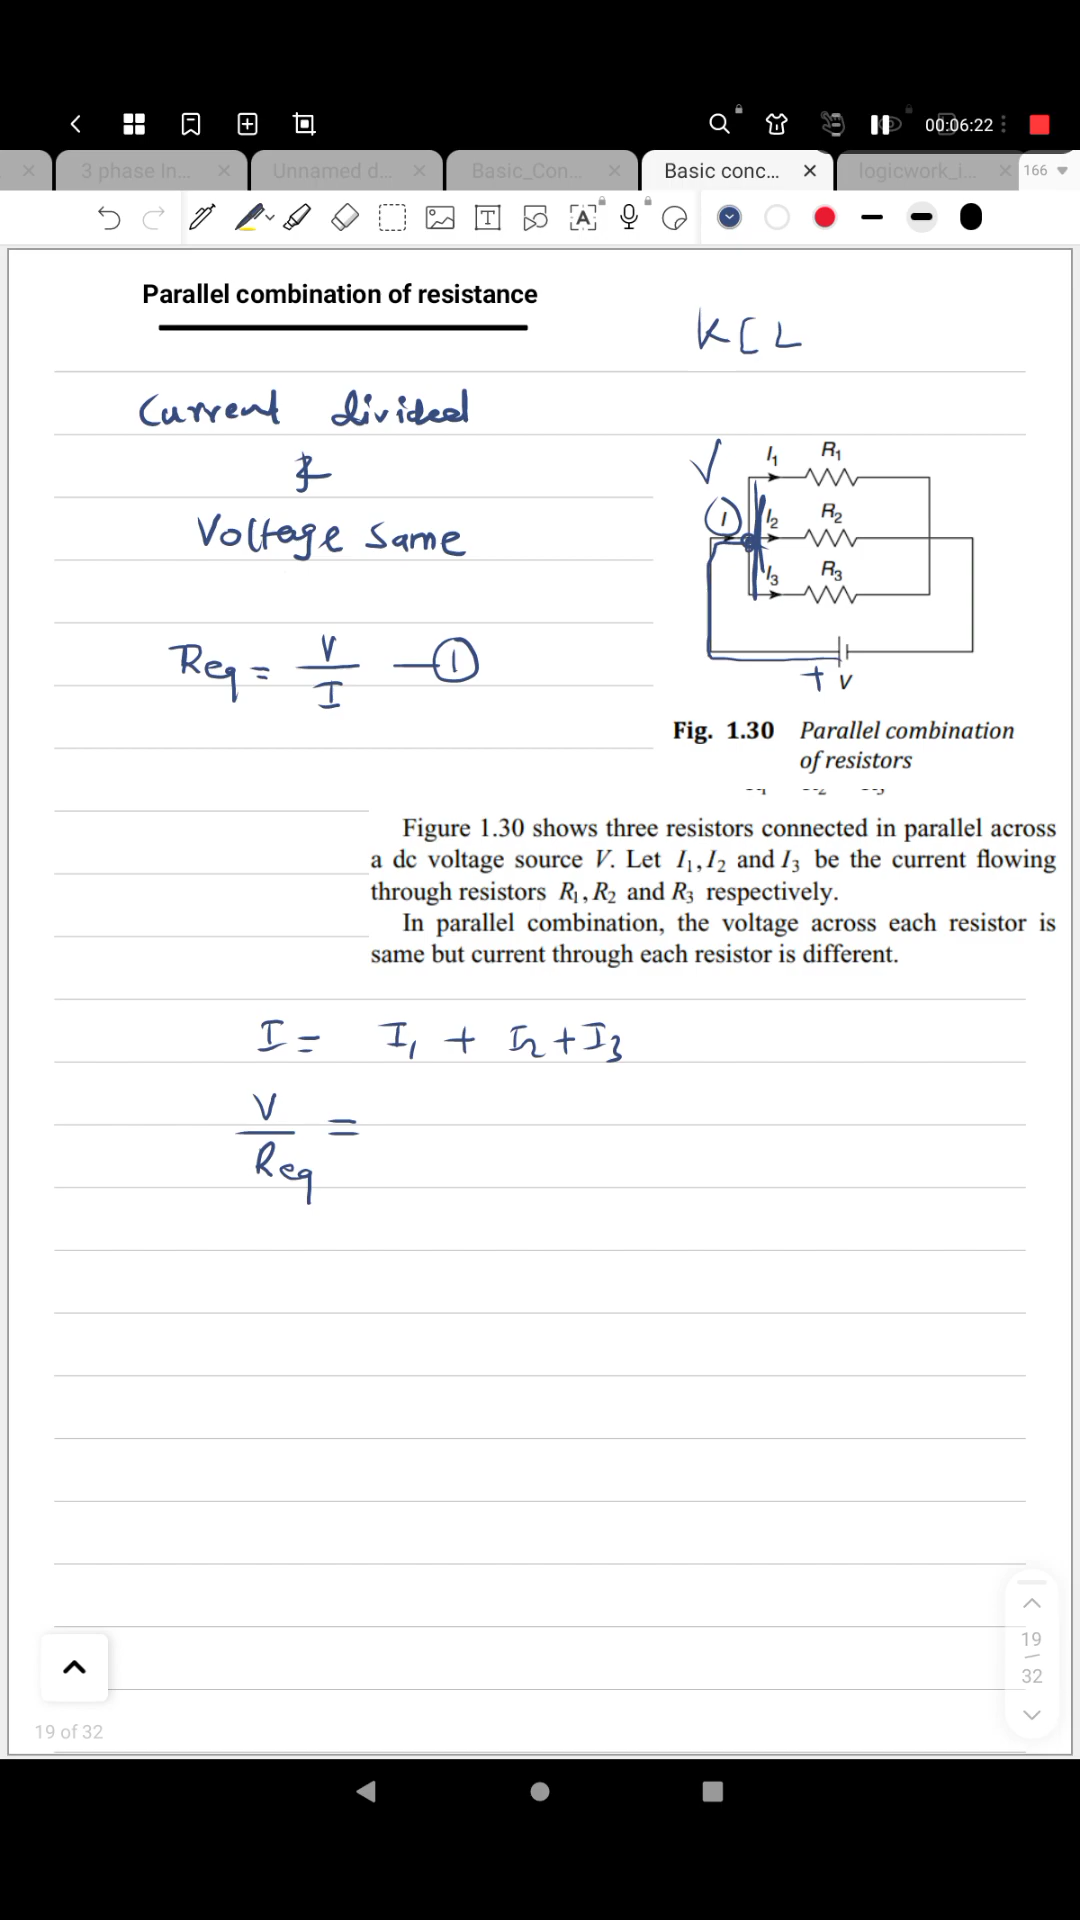 00:06:22
3 phase In...
Unnamed d...
Basic_Con...
Basic conc...
logicwork_i...
166
Parallel combination of resistance
KCL
Current divided
&
Voltage same
Req = V/I — ①
I₁ R₁
I I₂ R₂
I₃ R₃
+ V
Fig. 1.30 Parallel combination
of resistors
Figure 1.30 shows three resistors connected in parallel across
a dc voltage source V. Let I₁, I₂ and I₃ be the current flowing
through resistors R₁, R₂ and R₃ respectively.
In parallel combination, the voltage across each resistor is
same but current through each resistor is different.
I = I₁ + I₂ + I₃
V/Req =
19
32
19 of 32